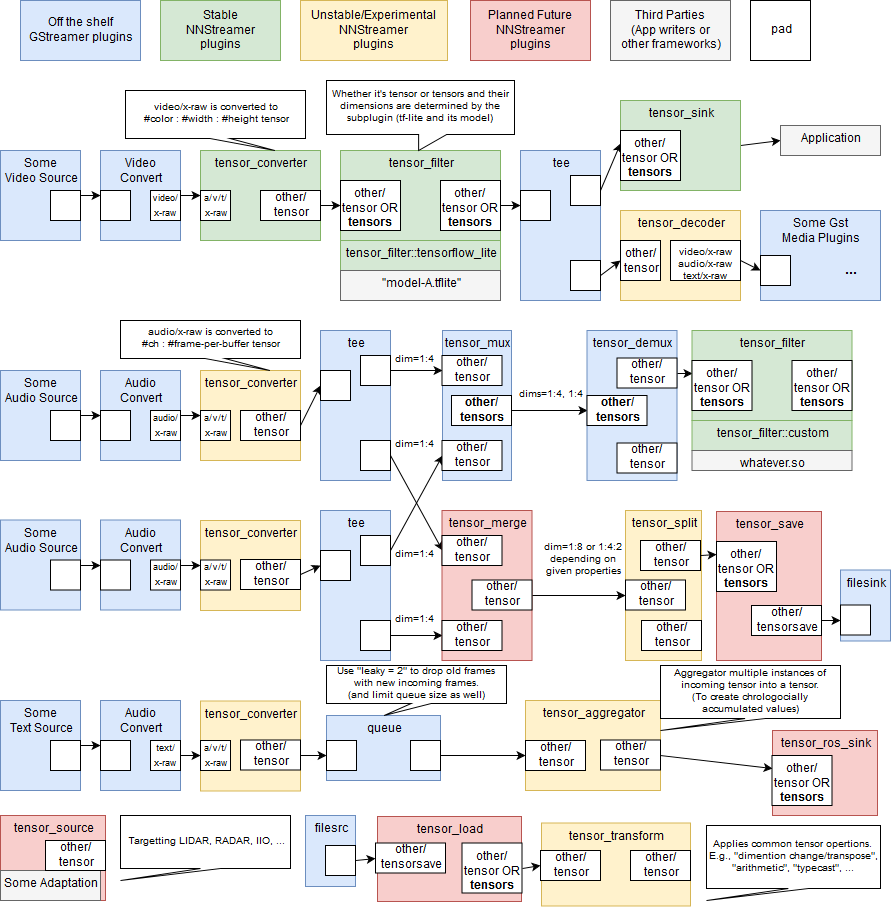 Off the shelf
GStreamer plugins
Stable
NNStreamer
plugins
Unstable/Experimental
NNStreamer
plugins
Planned Future
NNStreamer
plugins
Third Parties
(App writers or
other frameworks)
pad
video/x-raw is converted to
#color : #width : #height tensor
Whether it's tensor or tensors and their
dimensions are determined by the
subplugin (tf-lite and its model)
Some
Video Source
Video
Convert
video/
x-raw
tensor_converter
a/v/t/
x-raw
other/
tensor
tensor_filter
other/
tensor OR
tensors
other/
tensor OR
tensors
tensor_filter::tensorflow_lite
"model-A.tflite"
tee
tensor_sink
other/
tensor OR
tensors
Application
tensor_decoder
other/
tensor
video/x-raw
audio/x-raw
text/x-raw
Some Gst
Media Plugins
...
audio/x-raw is converted to
#ch : #frame-per-buffer tensor
Some
Audio Source
Audio
Convert
audio/
x-raw
tensor_converter
a/v/t/
x-raw
other/
tensor
tee
dim=1:4
dim=1:4
tensor_mux
other/
tensor
other/
tensors
other/
tensor
dims=1:4, 1:4
tensor_demux
other/
tensor
other/
tensors
other/
tensor
tensor_filter
other/
tensor OR
tensors
other/
tensor OR
tensors
tensor_filter::custom
whatever.so
Some
Audio Source
Audio
Convert
audio/
x-raw
tensor_converter
a/v/t/
x-raw
other/
tensor
tee
dim=1:4
dim=1:4
tensor_merge
other/
tensor
other/
tensor
other/
tensor
dim=1:8 or 1:4:2
depending on
given properties
tensor_split
other/
tensor
other/
tensor
other/
tensor
tensor_save
other/
tensor OR
tensors
other/
tensorsave
filesink
Use "leaky = 2" to drop old frames
with new incoming frames.
(and limit queue size as well)
Aggregator multiple instances of
incoming tensor into a tensor.
(To create chrologocially
accumulated values)
Some
Text Source
Audio
Convert
text/
x-raw
tensor_converter
a/v/t/
x-raw
other/
tensor
queue
tensor_aggregator
other/
tensor
other/
tensor
tensor_ros_sink
other/
tensor OR
tensors
tensor_source
other/
tensor
Some Adaptation
Targetting LIDAR, RADAR, IIO, ...
filesrc
tensor_load
other/
tensorsave
other/
tensor OR
tensors
tensor_transform
other/
tensor
other/
tensor
Applies common tensor opertions.
E.g., "dimention change/transpose",
"arithmetic", "typecast", ...